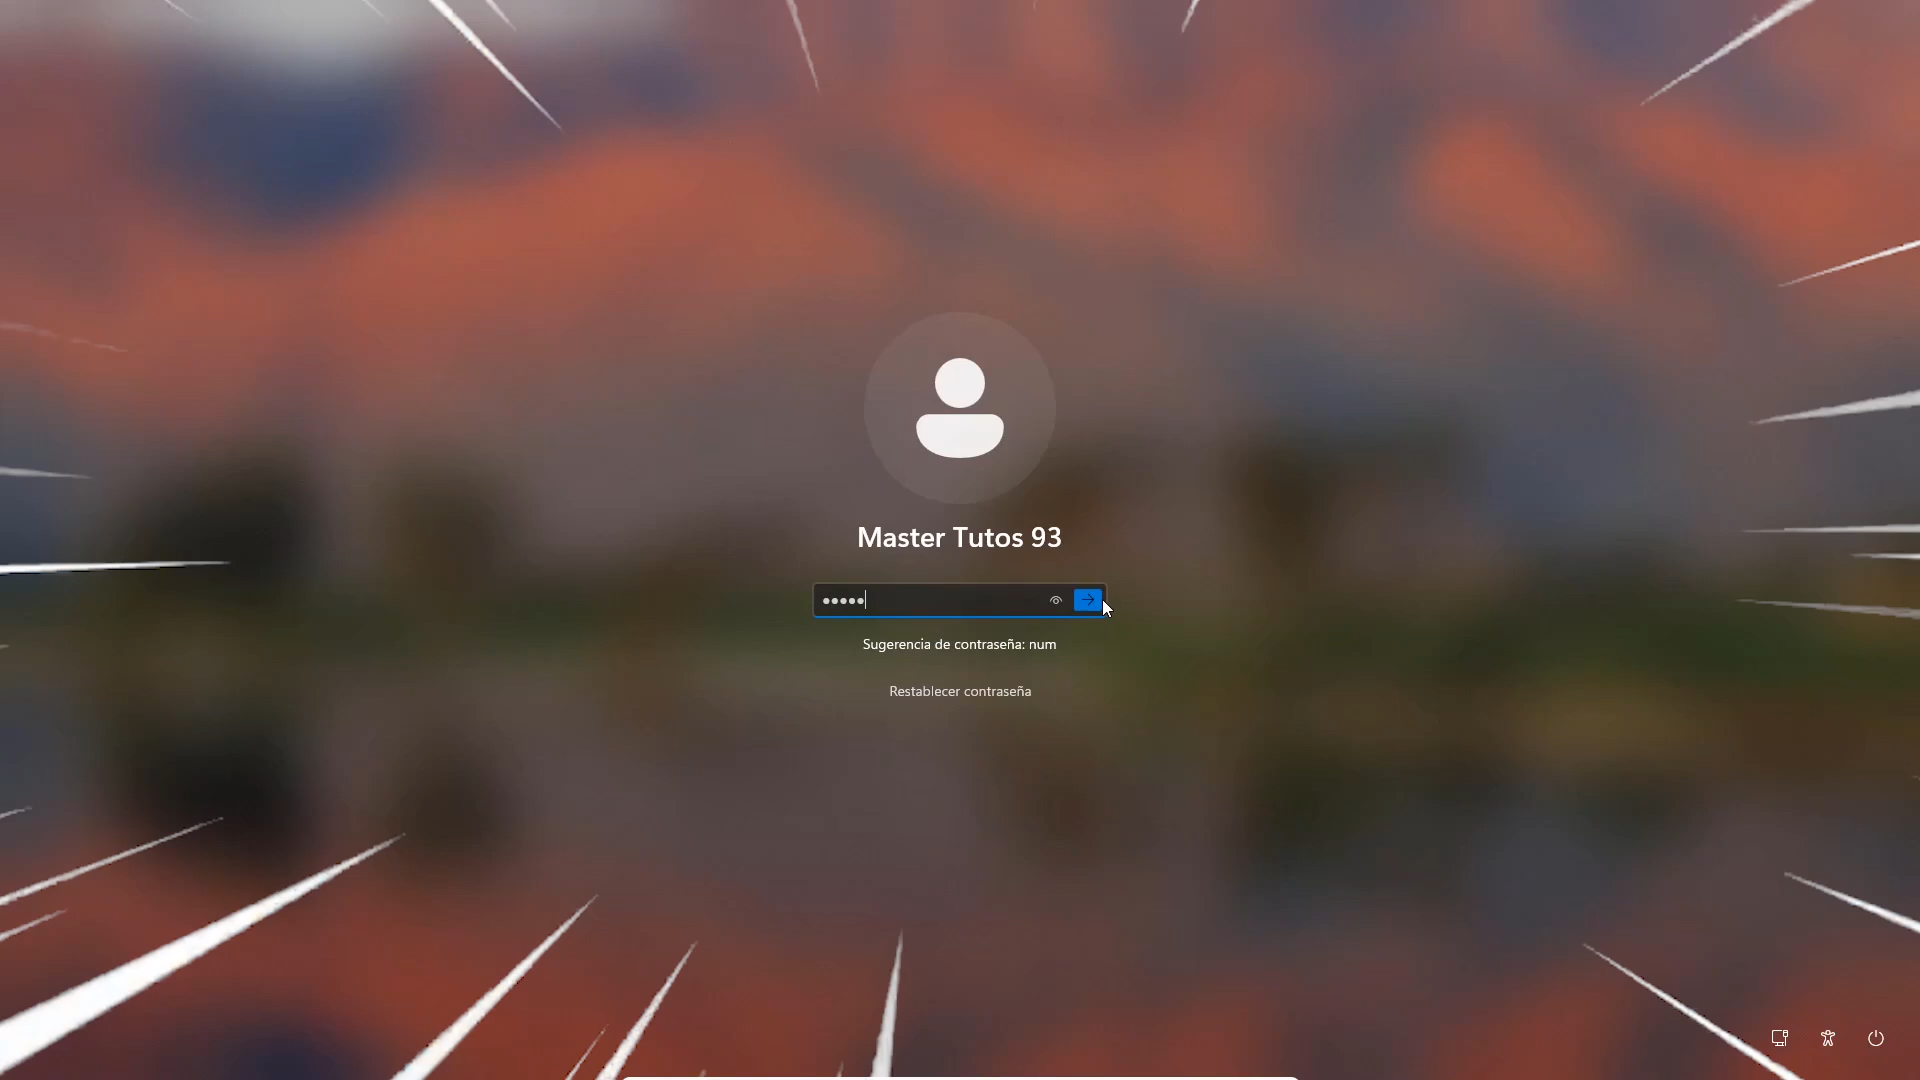 Master Tutos 93
•••••
Sugerencia de contraseña: num
Restablecer contraseña